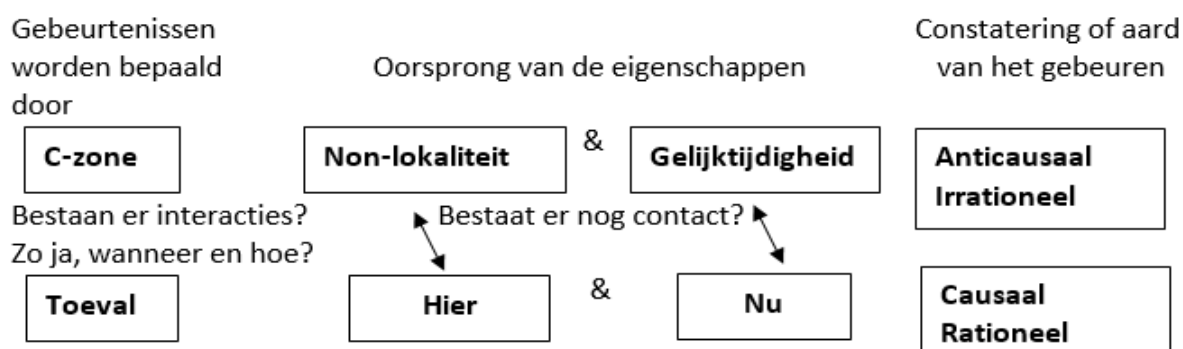 Gebeurtenissen
worden bepaald
door
Oorsprong van de eigenschappen
Constatering of aard
van het gebeuren
C-zone
Non-lokaliteit
&
Gelijktijdigheid
Anticausaal
Irrationeel
Bestaan er interacties?
Zo ja, wanneer en hoe?
Bestaat er nog contact?
Toeval
Hier
&
Nu
Causaal
Rationeel